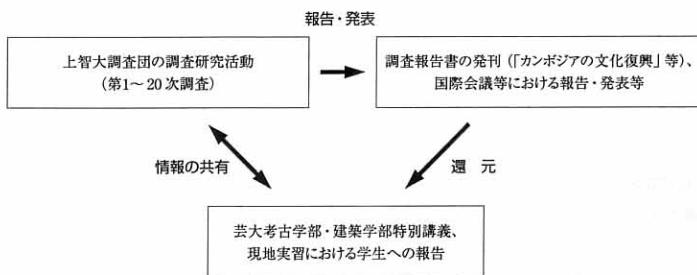 報告・発表
上智大調査団の調査研究活動
(第1～20次調査)
調査報告書の発刊(「カンボジアの文化復興」等)、
国際会議等における報告・発表等
情報の共有
還 元
芸大考古学部・建築学部特別講義、
現地実習における学生への報告